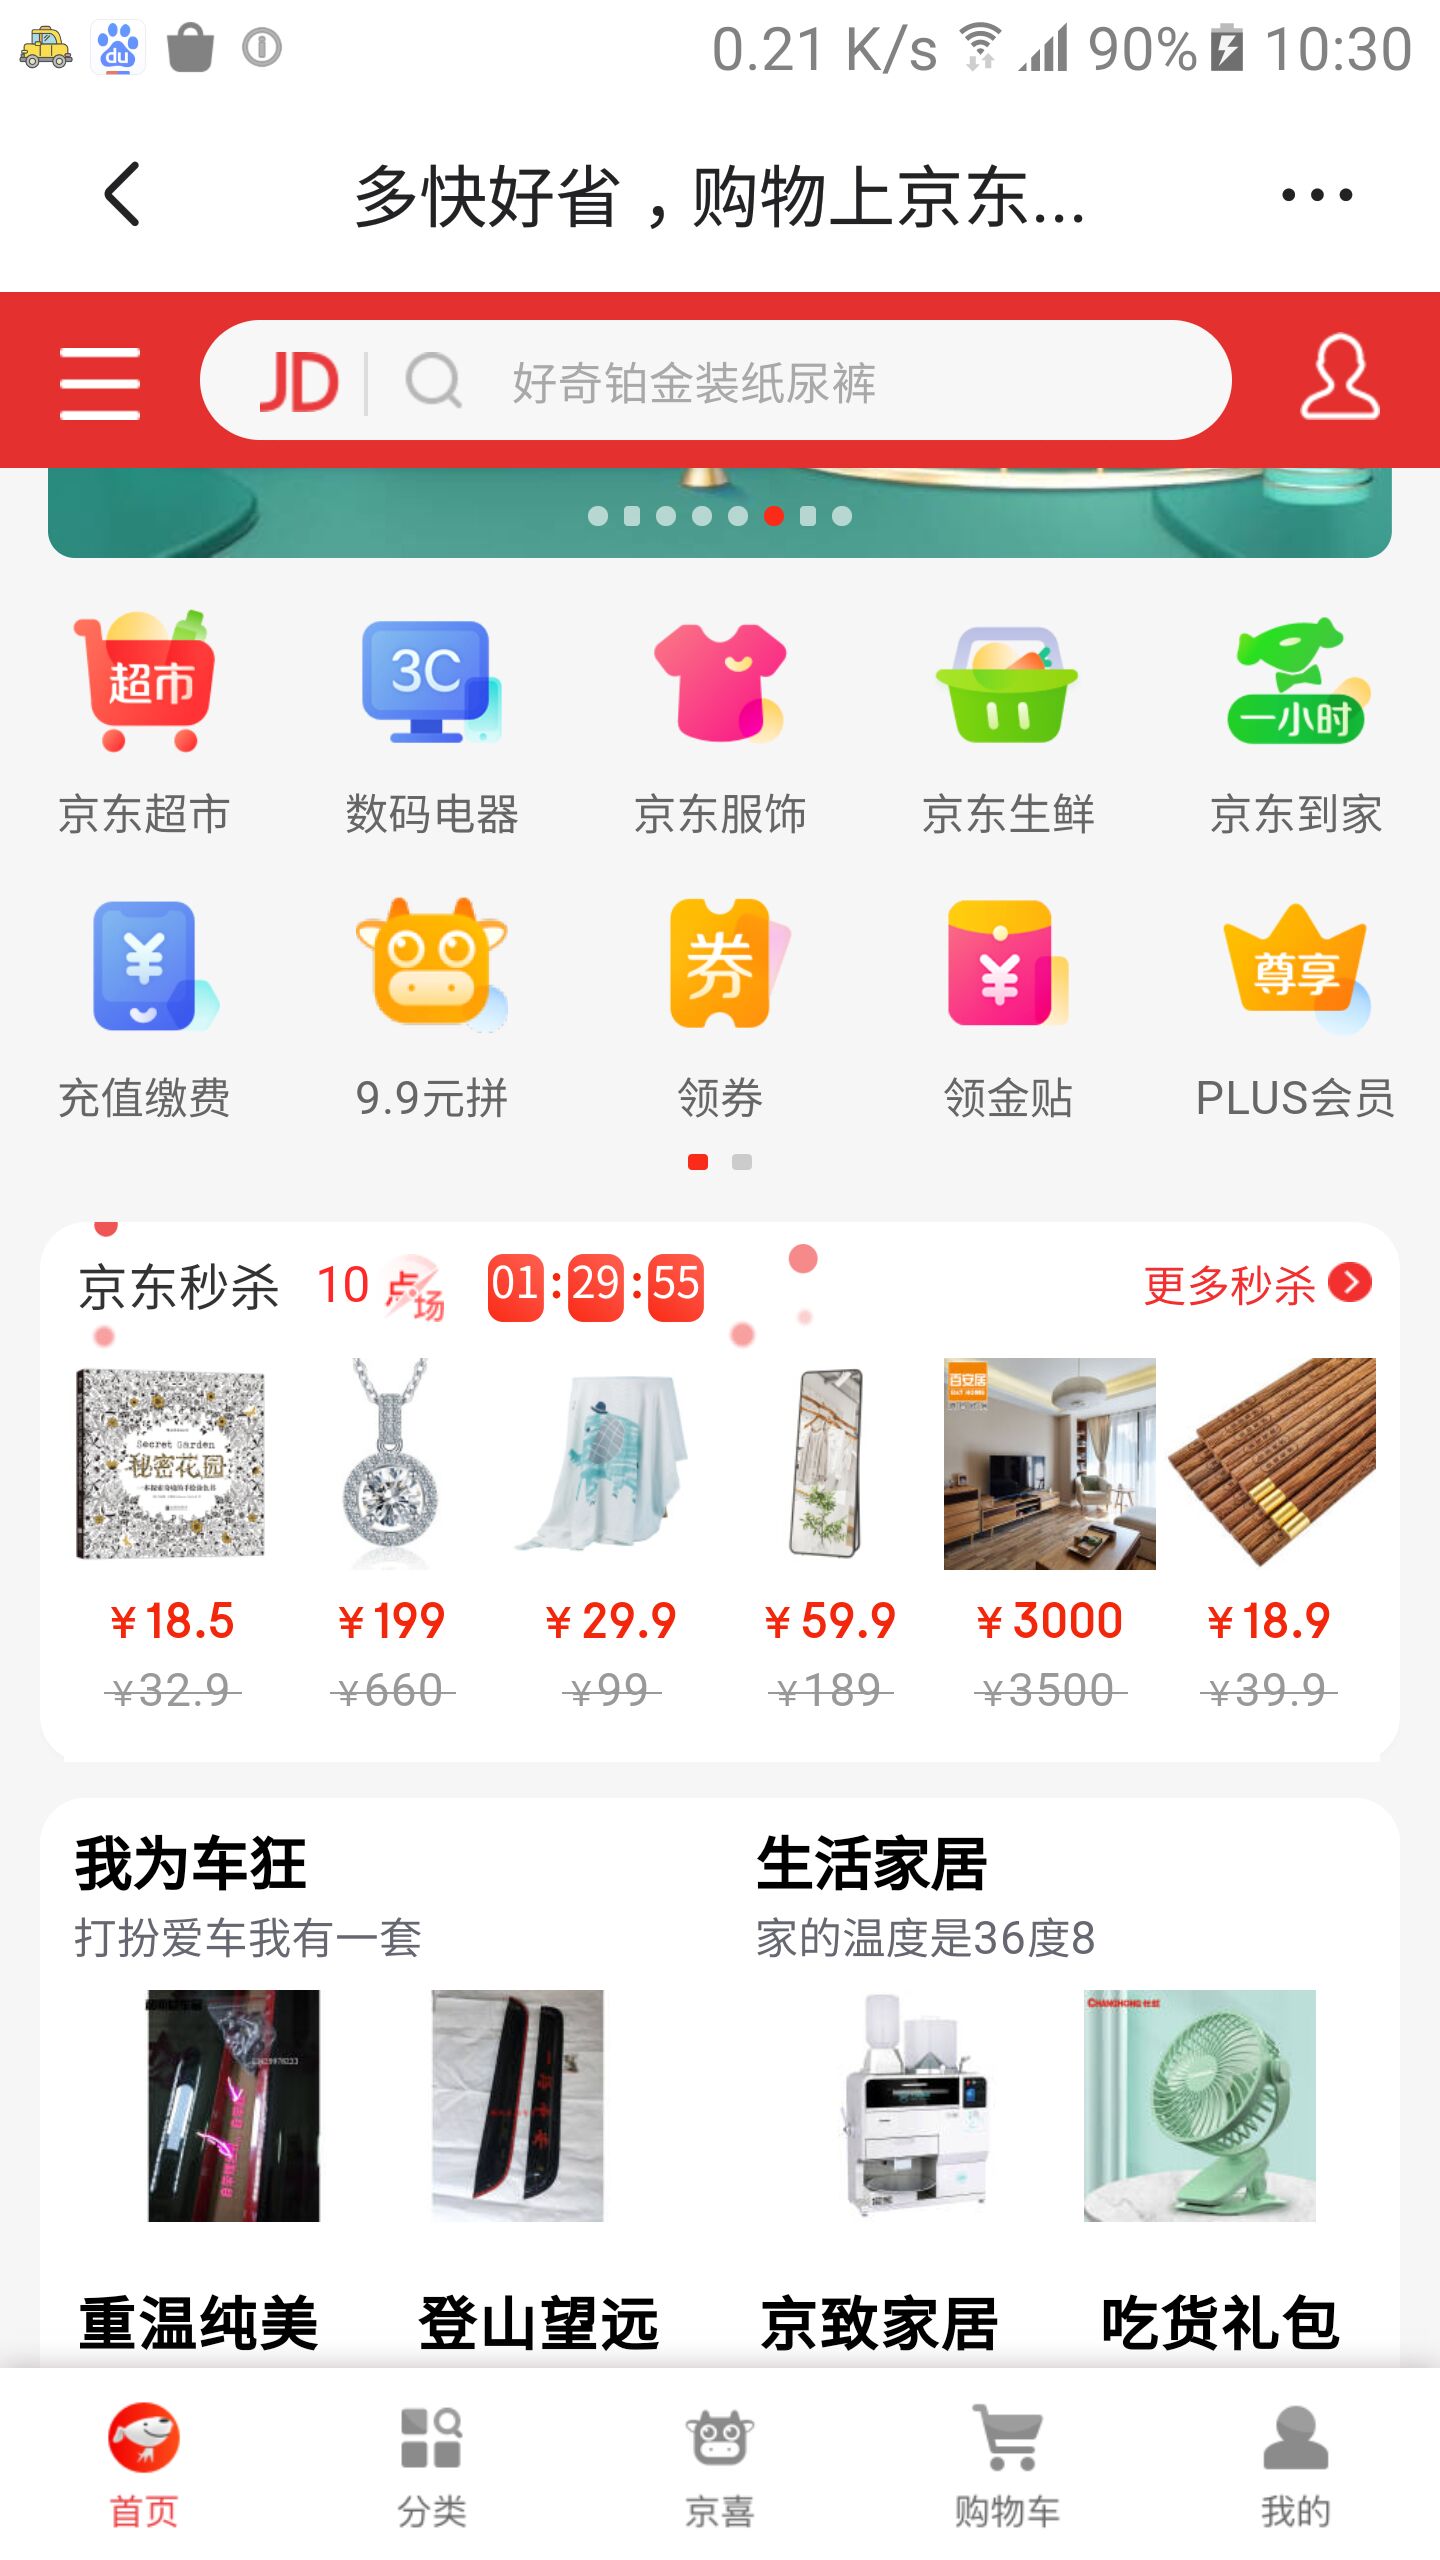 du
0.21 K/s
90%
10:30
多快好省，购物上京东...
JD
好奇铂金装纸尿裤
超市
3C
一小时
京东超市
数码电器
京东服饰
京东生鲜
京东到家
¥
券
¥
尊享
充值缴费
9.9元拼
领券
领金贴
PLUS会员
京东秒杀
10点场
01:29:55
更多秒杀
Secret Garden
秘密花园
百安居
¥18.5
¥199
¥29.9
¥59.9
¥3000
¥18.9
¥32.9
¥660
¥99
¥189
¥3500
¥39.9
我为车狂
生活家居
打扮爱车我有一套
家的温度是36度8
CHANGHONG 长虹
重温纯美
登山望远
京致家居
吃货礼包
首页
分类
京喜
购物车
我的